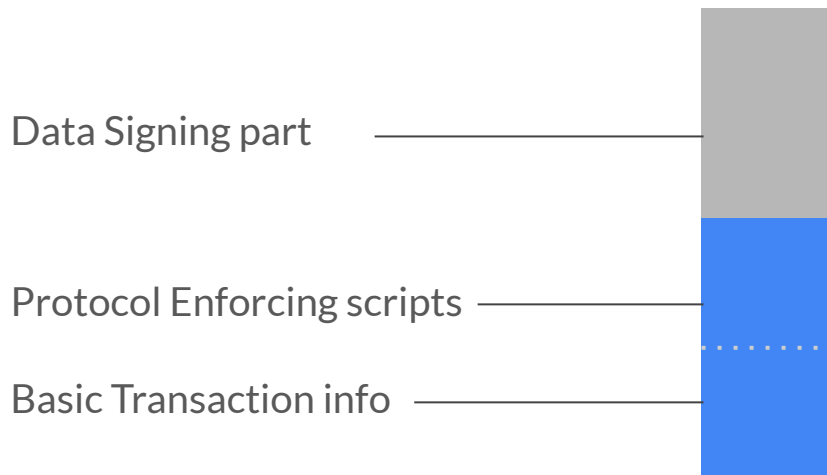 Data Signing part
Protocol Enforcing scripts
Basic Transaction info